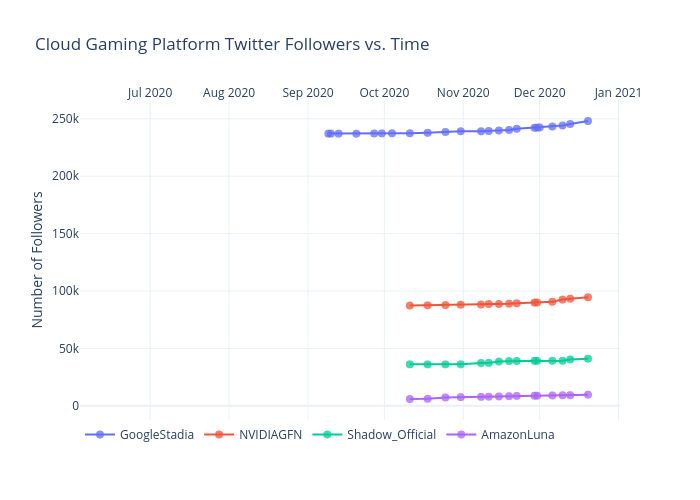 Cloud Gaming Platform Twitter Followers vs. Time
Jul 2020 Aug 2020 Sep 2020 Oct 2020 Nov 2020 Dec 2020 Jan 2021
250k
200k
150k
100k
50k
0
Number of Followers
GoogleStadia NVIDIAGFN Shadow_Official AmazonLuna